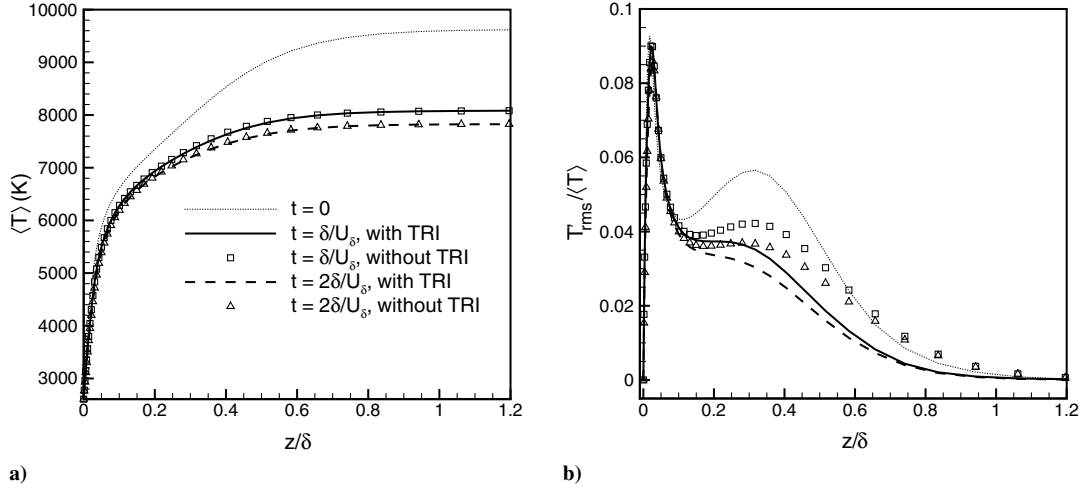 10000
9000
8000
7000
6000
5000
4000
3000
⟨T⟩ (K)
0 0.2 0.4 0.6 0.8 1 1.2
z/δ
t = 0
t = δ/U_δ, with TRI
t = δ/U_δ, without TRI
t = 2δ/U_δ, with TRI
t = 2δ/U_δ, without TRI
a)
0.1
0.08
0.06
0.04
0.02
0
T'rms/⟨T⟩
0 0.2 0.4 0.6 0.8 1 1.2
z/δ
b)